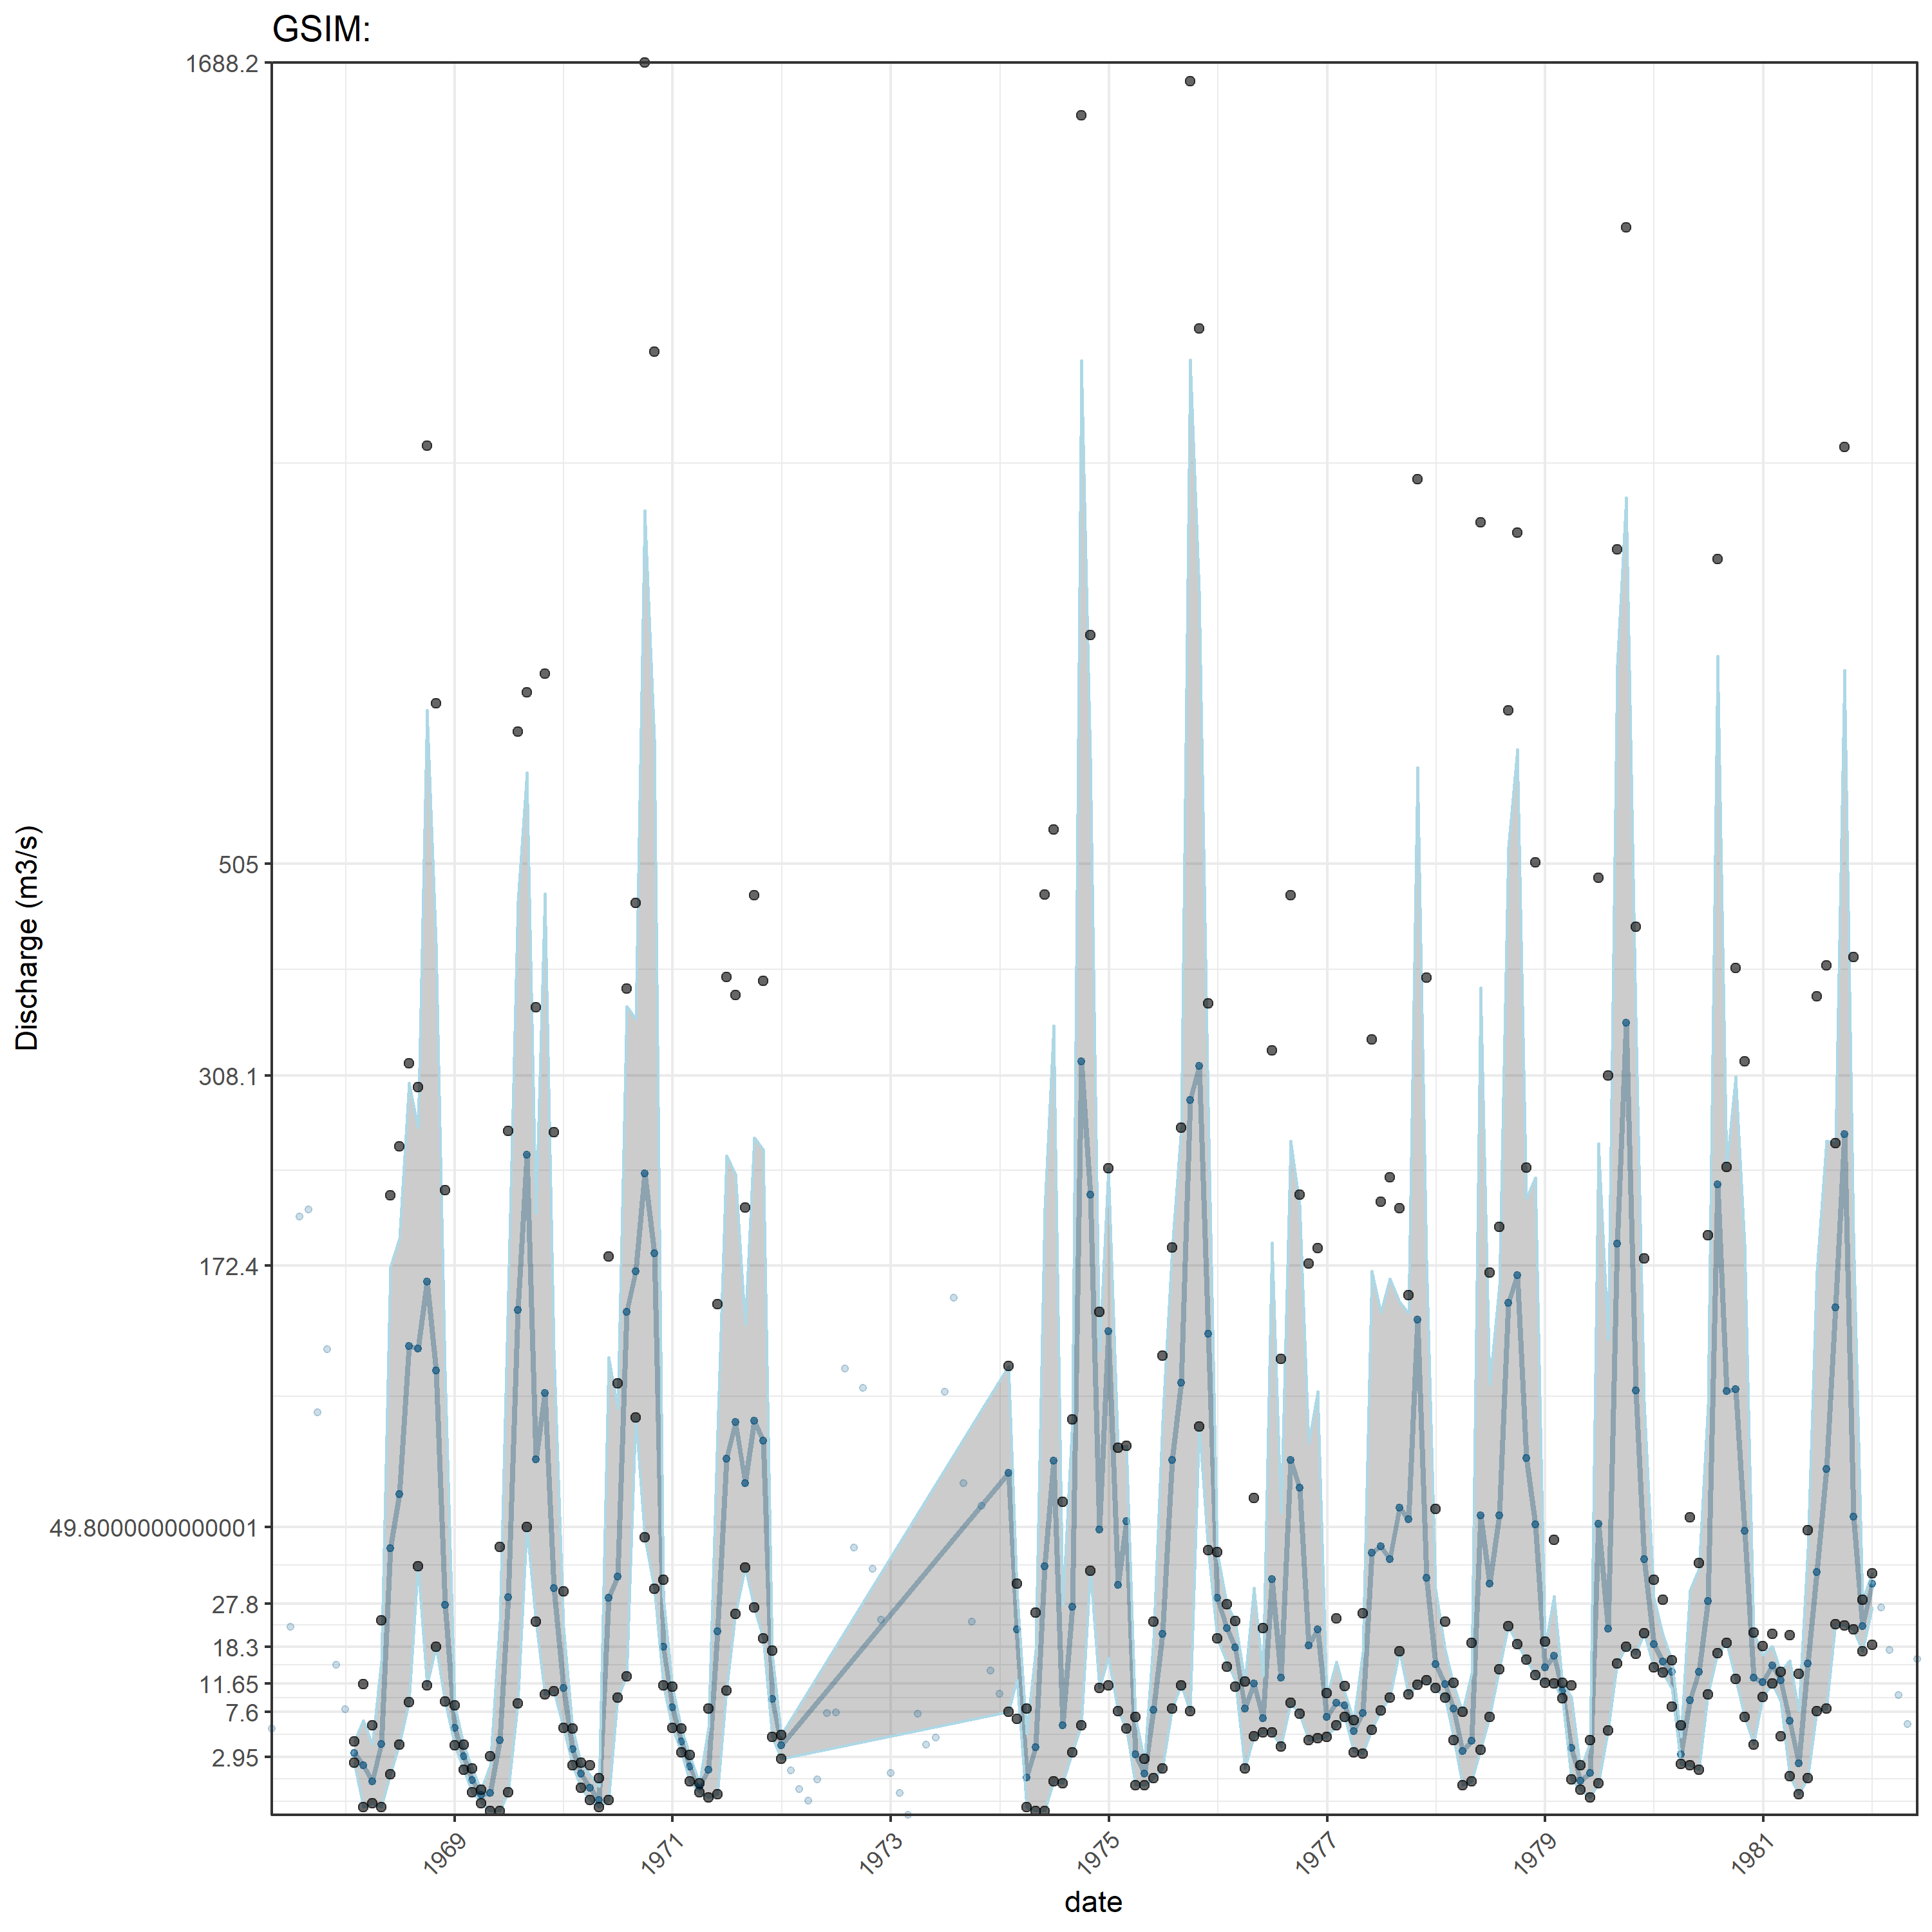 GSIM:
1688.2
505
308.1
172.4
49.8000000000001
27.8
18.3
11.65
7.6
2.95
Discharge (m3/s)
1969 1971 1973 1975 1977 1979 1981
date